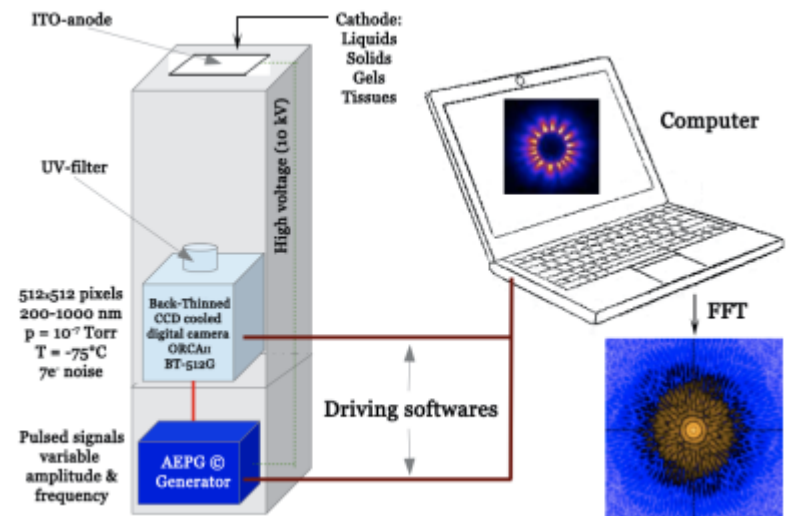 ITO-anode
Cathode:
Liquids
Solids
Gels
Tissues
Computer
UV-filter
High voltage (10 kV)
512x512 pixels
200-1000 nm
p = 10⁻⁷ Torr
T = -75°C
7e⁻ noise
Back-Thinned
CCD cooled
digital camera
ORCAII
BT-512G
FFT
Driving softwares
Pulsed signals
variable
amplitude &
frequency
AEPG ©
Generator